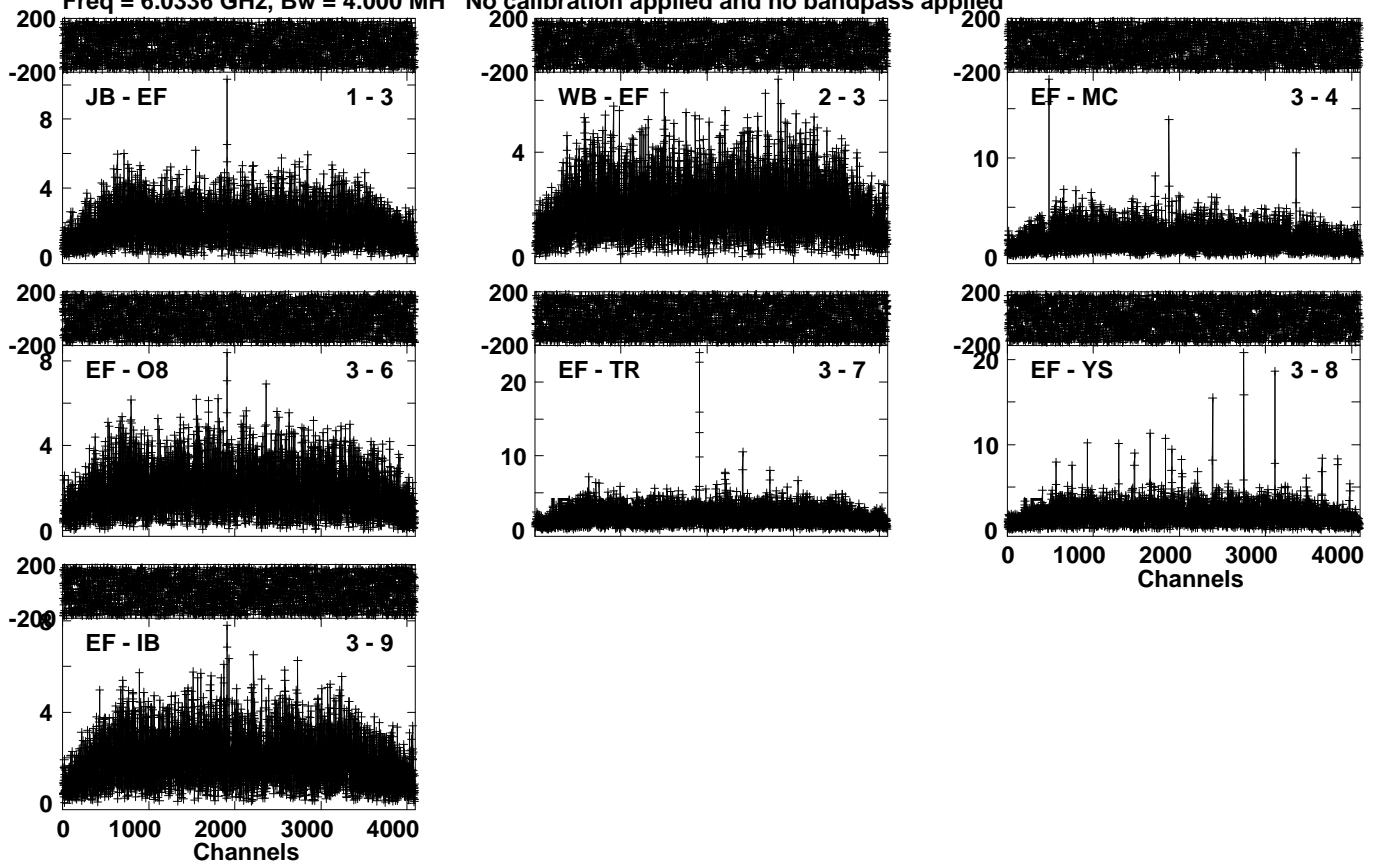 Freq = 6.0336 GHz, Bw = 4.000 MH No calibration applied and no bandpass applied
200 200 200
-200 -200 -200
JB - EF 1 - 3 WB - EF 2 - 3 EF - MC 3 - 4
8
4 10
4
0 0 0
200 200 200
-200 -200 -200
8 20
EF - O8 3 - 6 EF - TR 3 - 7 EF - YS 3 - 8
20
4 10 10
0 0 0
0 1000 2000 3000 4000
Channels
200
-200
8
EF - IB 3 - 9
4
0
0 1000 2000 3000 4000
Channels